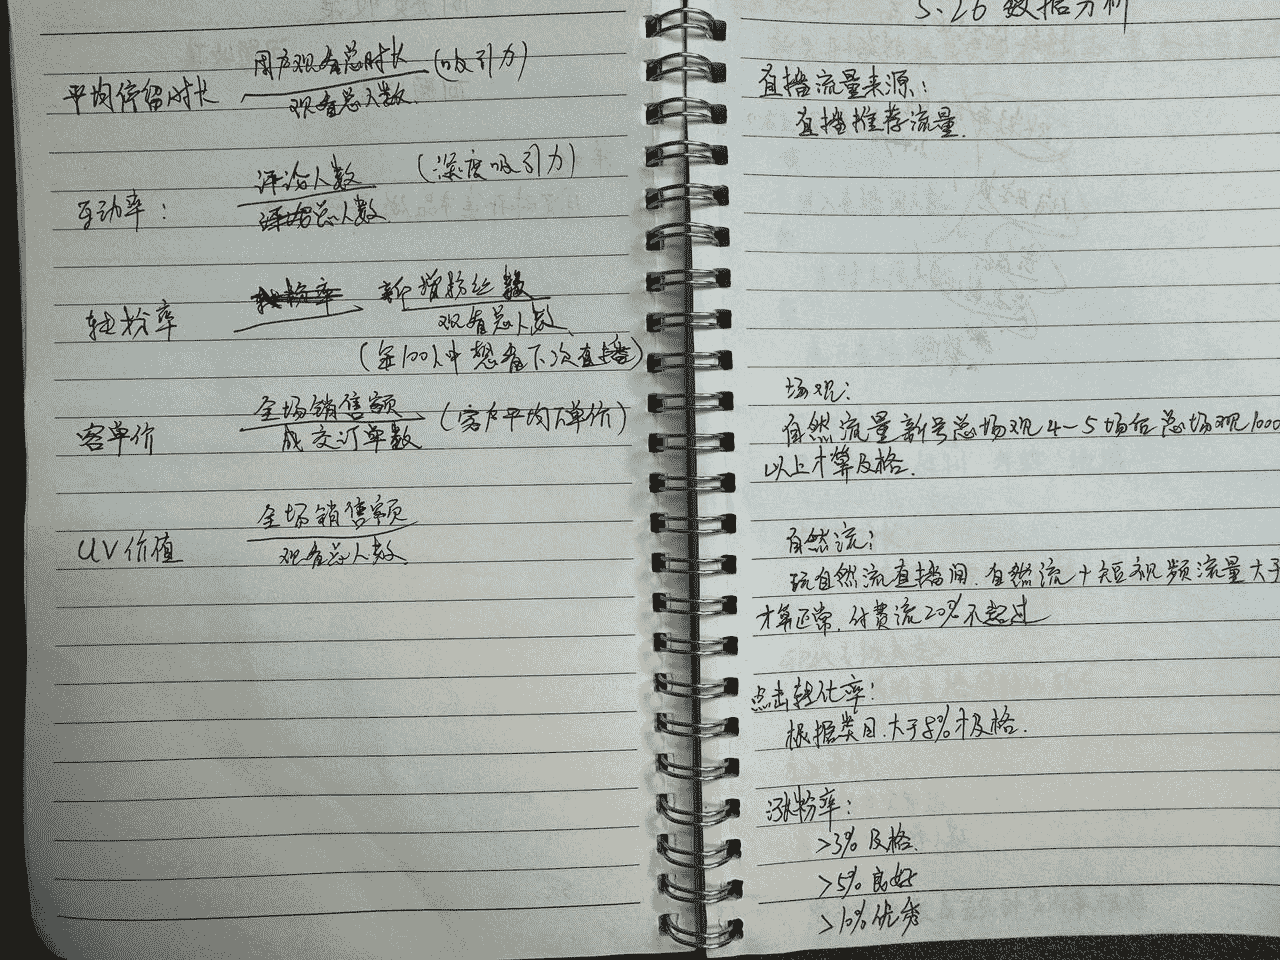 平均停留时长 用户观看总时长 (吸引力)
观看总人数
互动率: 评论人数 (深度吸引力)
总人数
转粉率 转粉率 新增粉丝数
观看总人数
(每100人中想看下次直播)
客单价 全场销售额 (客户平均下单价)
成交订单数
UV价值 全场销售额
观看总人数
5.26 数据分析
直播流量来源:
直播推荐流量.
场观:
自然流量新号总场观4-5场后总场观1000
以上才算及格.
自然流:
玩自然流直播间.自然流+短视频流量大于
才算正常.付费流20%不超过
点击转化率:
根据类目.大于8%才及格.
涨粉率:
>3%及格.
>5%良好
>10%优秀